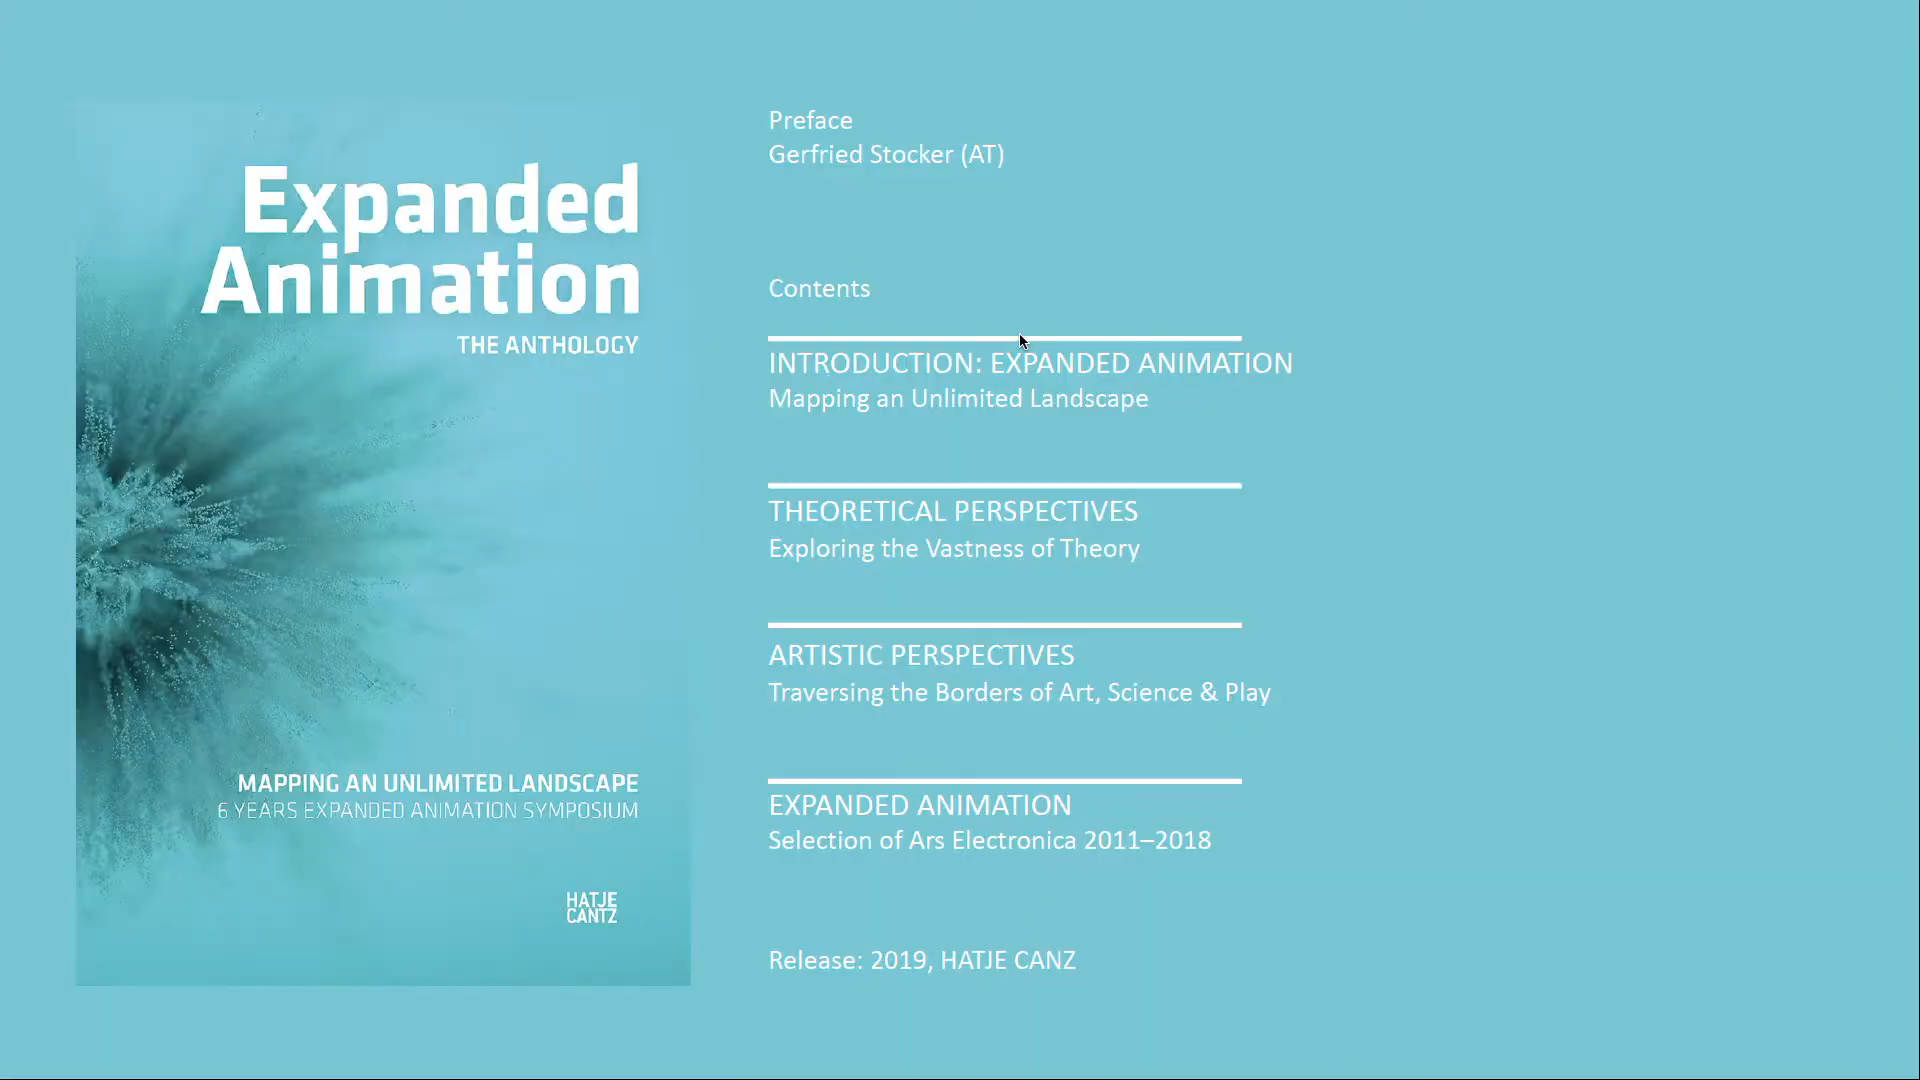 Expanded
Animation
THE ANTHOLOGY
MAPPING AN UNLIMITED LANDSCAPE
6 YEARS EXPANDED ANIMATION SYMPOSIUM
HATJE
CANTZ
Preface
Gerfried Stocker (AT)
Contents
INTRODUCTION: EXPANDED ANIMATION
Mapping an Unlimited Landscape
THEORETICAL PERSPECTIVES
Exploring the Vastness of Theory
ARTISTIC PERSPECTIVES
Traversing the Borders of Art, Science & Play
EXPANDED ANIMATION
Selection of Ars Electronica 2011–2018
Release: 2019, HATJE CANZ